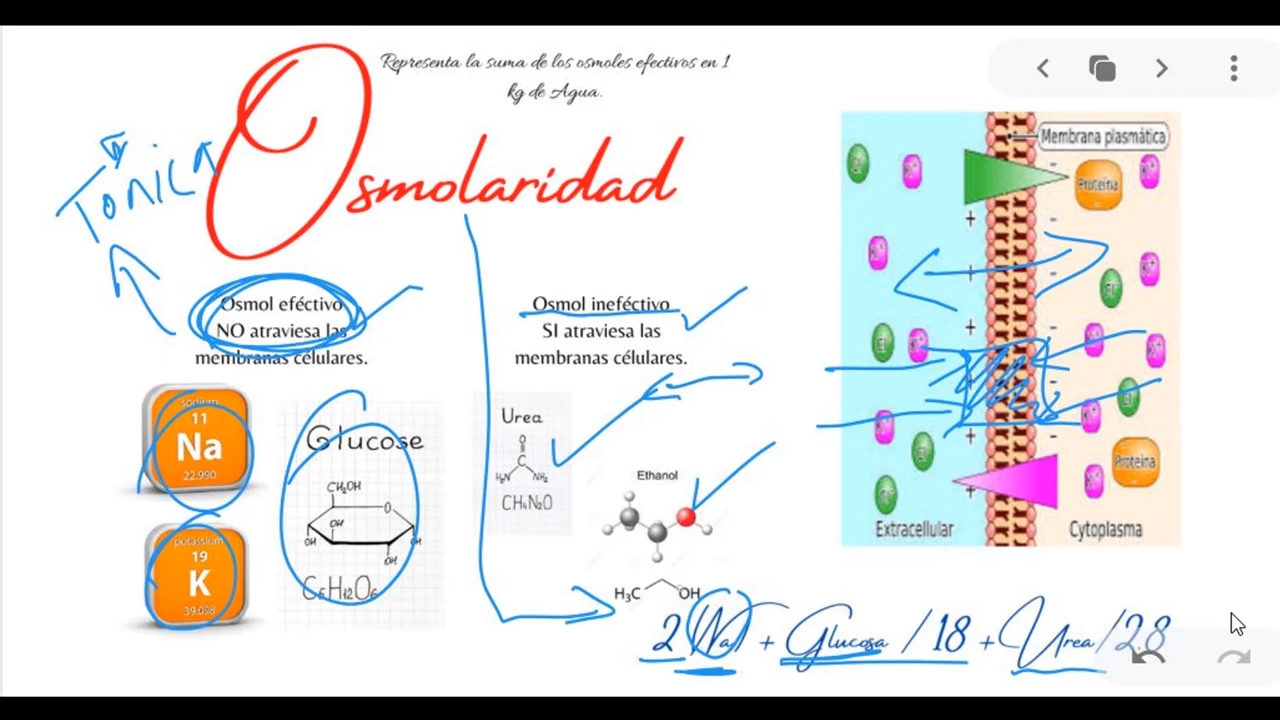 Representa la suma de los osmoles efectivos en 1
kg de Agua.
Osmolaridad
Tonica
Osmol eféctivo
NO atraviesa las
membranas célulares.
Osmol ineféctivo
SI atraviesa las
membranas célulares.
sodium
11
Na
22.990
potassium
19
K
39.098
Glucose
CH₂OH
O
OH
OH
OH
OH
C₆H₁₂O₆
Urea
O
H₂N
NH₂
CH₄N₂O
Ethanol
H₃C
OH
2 Na + Glucosa / 18 + Urea / 2.8
Membrana plasmática
Proteína
K⁺
K⁺
K⁺
K⁺
K⁺
K⁺
K⁺
K⁺
K⁺
K⁺
Proteína
Extracellular
Cytoplasma